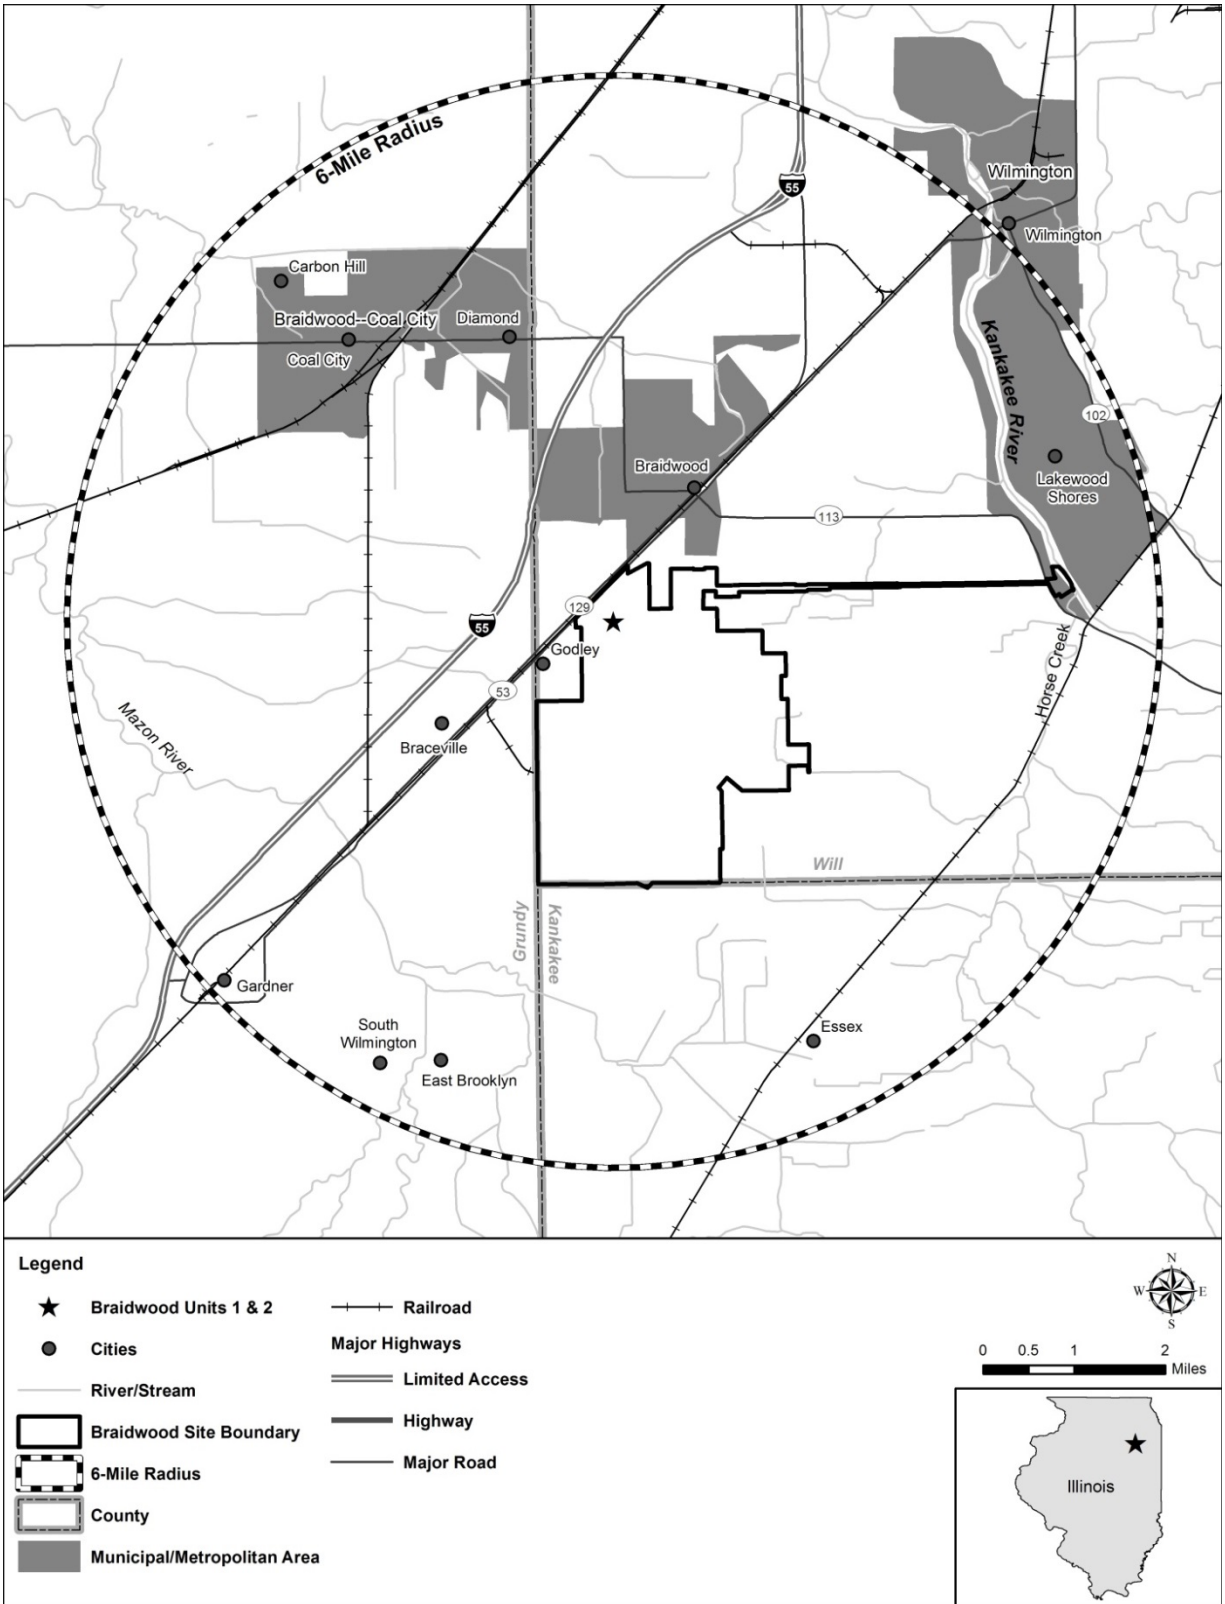 6-Mile Radius
55
Wilmington
Wilmington
Carbon Hill
Braidwood--Coal City
Diamond
Coal City
Kankakee River
102
Braidwood
Lakewood
Shores
113
129
55
Godley
53
Horse Creek
Braceville
Mazon River
Will
Grundy
Kankakee
Gardner
South
Wilmington
East Brooklyn
Essex
Legend
Braidwood Units 1 & 2
Cities
River/Stream
Braidwood Site Boundary
6-Mile Radius
County
Municipal/Metropolitan Area
Railroad
Major Highways
Limited Access
Highway
Major Road
N
W
E
S
0 0.5 1 2
Miles
Illinois